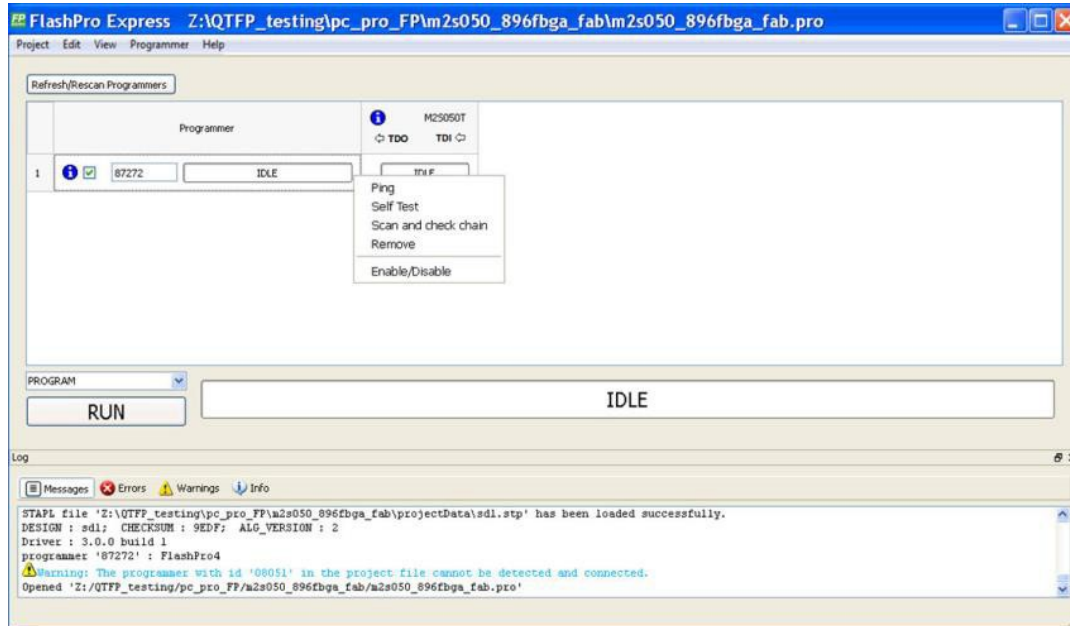 FP FlashPro Express Z:\QTFP_testing\pc_pro_FP\m2s050_896fbga_fab\m2s050_896fbga_fab.pro
Project Edit View Programmer Help
Refresh/Rescan Programmers
Programmer
M2S050T
TDO TDI
1 87272 IDLE IDLE
Ping
Self Test
Scan and check chain
Remove
Enable/Disable
PROGRAM
RUN
IDLE
Log
Messages Errors Warnings Info
STAPL file 'Z:\QTFP_testing\pc_pro_FP\m2s050_896fbga_fab\projectData\sdl.stp' has been loaded successfully.
DESIGN : sdl; CHECKSUM : 9EDF; ALG_VERSION : 2
Driver : 3.0.0 build 1
programmer '87272' : FlashPro4
Warning: The programmer with id '08051' in the project file cannot be detected and connected.
Opened 'Z:/QTFP_testing/pc_pro_FP/m2s050_896fbga_fab/m2s050_896fbga_fab.pro'